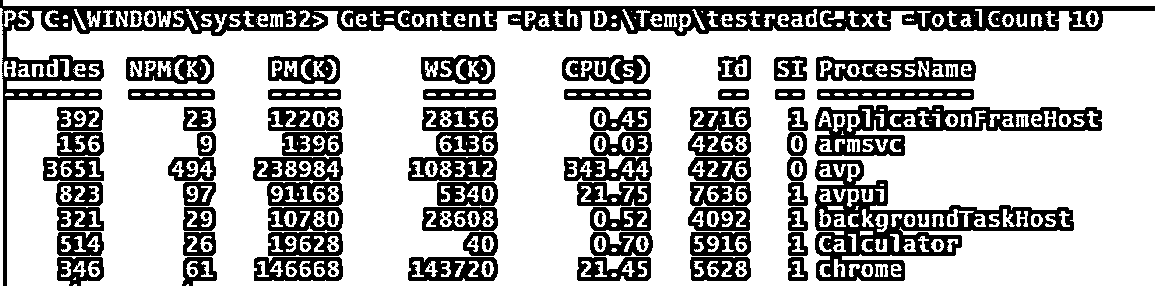 PS C:\WINDOWS\system32> Get-Content -Path D:\Temp\testreadC.txt -TotalCount 10
Handles NPM(K) PM(K) WS(K) CPU(s) Id SI ProcessName
------- ------ ----- ----- ------ -- -- -----------
392 23 12208 28156 0.45 2716 1 ApplicationFrameHost
156 9 1396 6136 0.03 4268 0 armsvc
3651 494 238984 108312 343.44 4276 0 avp
823 97 91168 5340 21.75 7636 1 avpui
321 29 10780 28608 0.52 4092 1 backgroundTaskHost
514 26 19628 40 0.70 5916 1 Calculator
346 61 146668 143720 21.45 5628 1 chrome